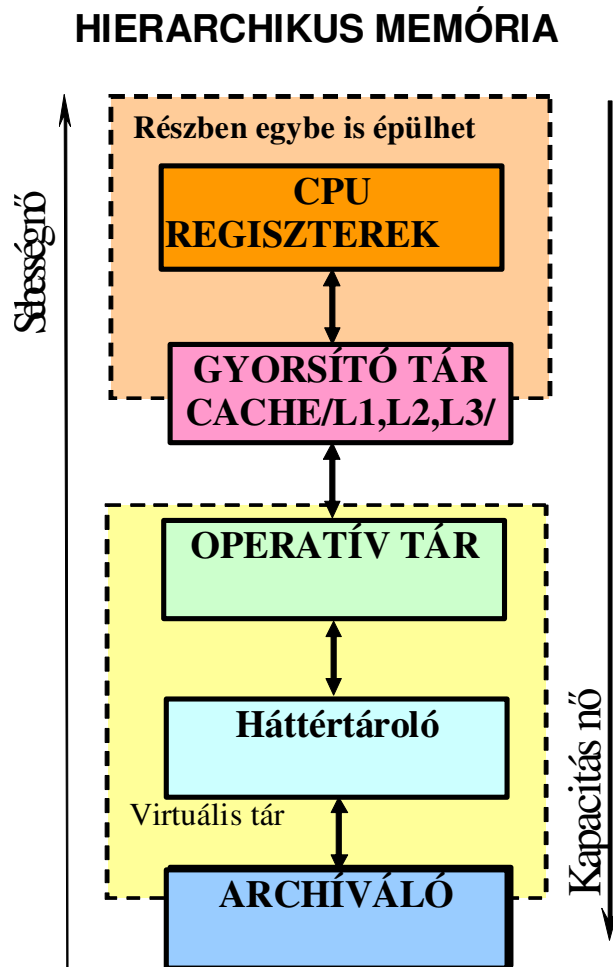 HIERARCHIKUS MEMÓRIA
Részben egybe is épülhet
CPU
REGISZTEREK
Sebességnő
GYORSÍTÓ TÁR
CACHE/L1,L2,L3/
OPERATÍV TÁR
Háttértároló
Virtuális tár
Kapacitás nő
ARCHÍVÁLÓ